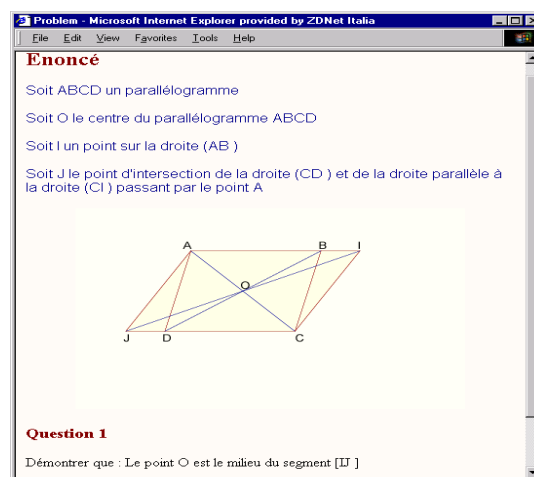 Problem - Microsoft Internet Explorer provided by ZDNet Italia
File Edit View Favorites Tools Help
Enoncé
Soit ABCD un parallélogramme
Soit O le centre du parallélogramme ABCD
Soit I un point sur la droite (AB )
Soit J le point d'intersection de la droite (CD ) et de la droite parallèle à
la droite (CI ) passant par le point A
A B I
O
J D C
Question 1
Démontrer que : Le point O est le milieu du segment [IJ ]